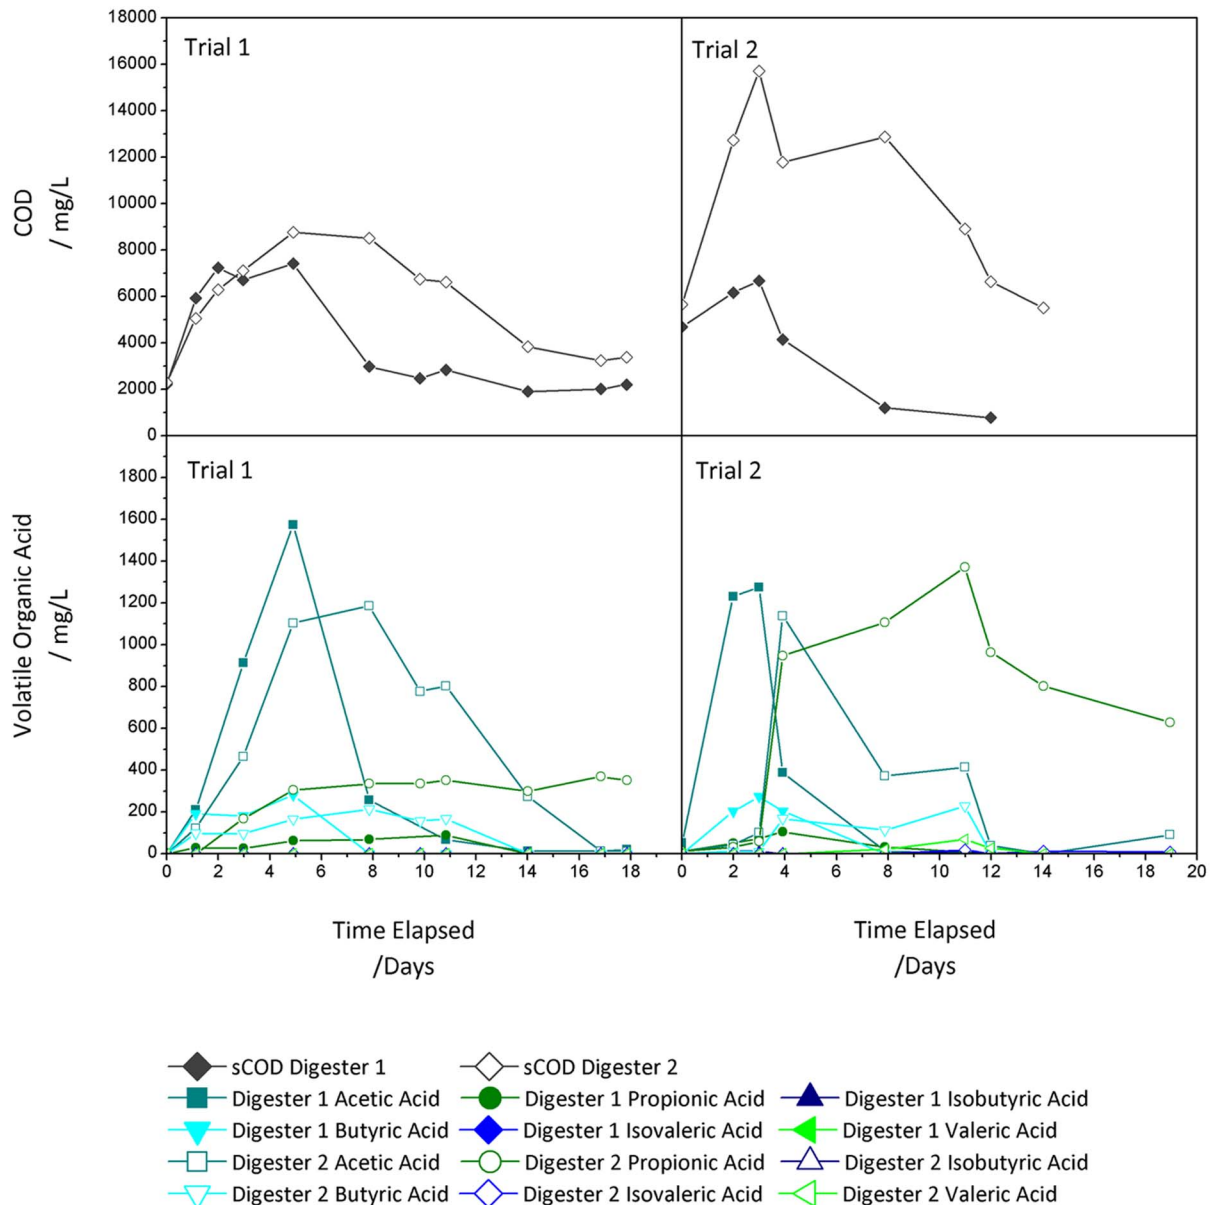 18000
16000
14000
12000
10000
8000
6000
4000
2000
0
COD
/ mg/L
Trial 1
Trial 2
1800
1600
1400
1200
1000
800
600
400
200
0
Volatile Organic Acid
/ mg/L
Trial 1
Trial 2
0 2 4 6 8 10 12 14 16 18
0 2 4 6 8 10 12 14 16 18 20
Time Elapsed
/Days
Time Elapsed
/Days
sCOD Digester 1
sCOD Digester 2
Digester 1 Acetic Acid
Digester 1 Propionic Acid
Digester 1 Isobutyric Acid
Digester 1 Butyric Acid
Digester 1 Isovaleric Acid
Digester 1 Valeric Acid
Digester 2 Acetic Acid
Digester 2 Propionic Acid
Digester 2 Isobutyric Acid
Digester 2 Butyric Acid
Digester 2 Isovaleric Acid
Digester 2 Valeric Acid